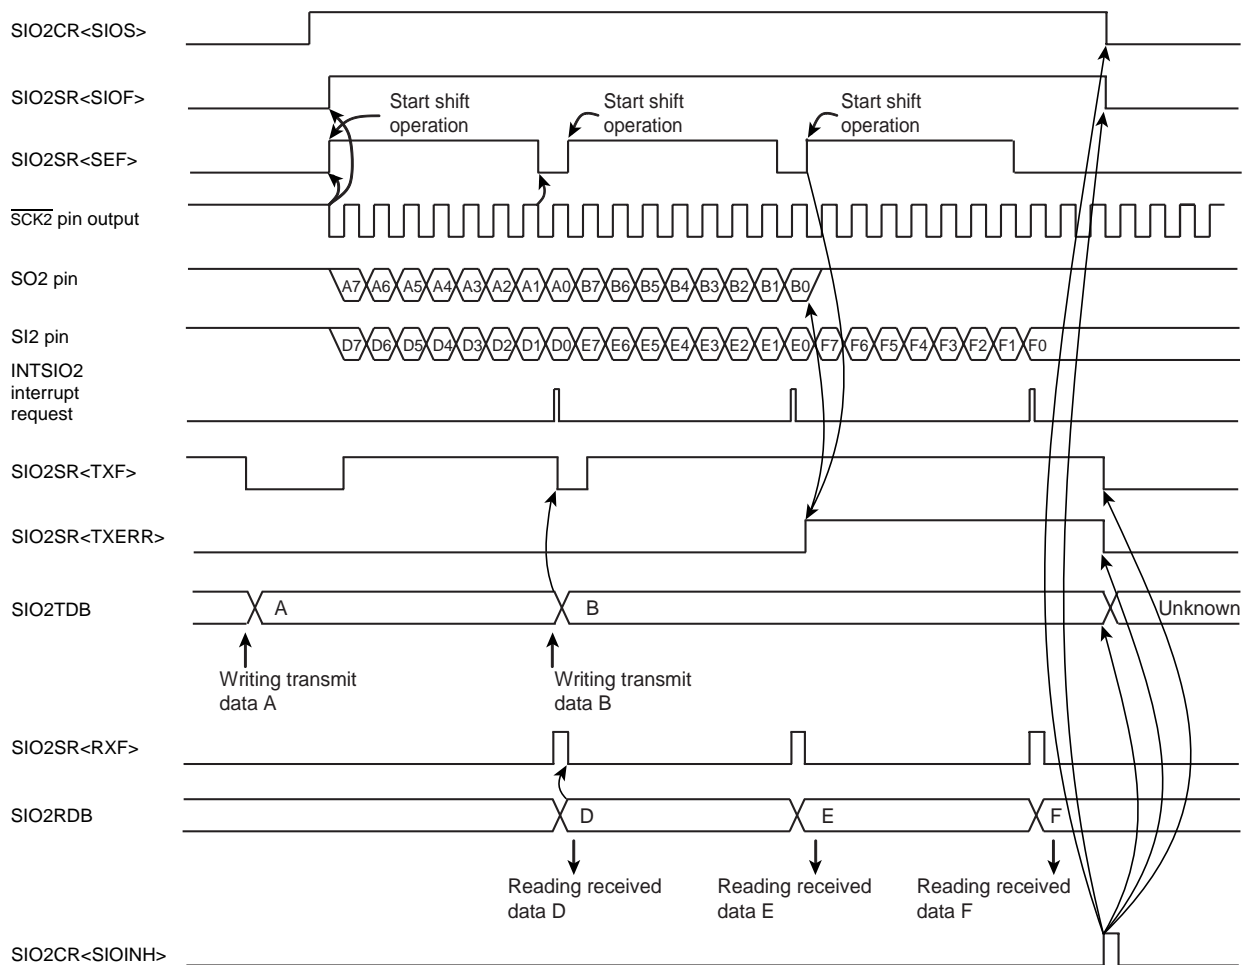 SIO2CR<SIOS>
SIO2SR<SIOF>
Start shift
operation
Start shift
operation
Start shift
operation
SIO2SR<SEF>
SCK2 pin output
SO2 pin
A7 A6 A5 A4 A3 A2 A1 A0 B7 B6 B5 B4 B3 B2 B1 B0
SI2 pin
D7 D6 D5 D4 D3 D2 D1 D0 E7 E6 E5 E4 E3 E2 E1 E0 F7 F6 F5 F4 F3 F2 F1 F0
INTSIO2
interrupt
request
SIO2SR<TXF>
SIO2SR<TXERR>
SIO2TDB
A
B
Unknown
Writing transmit
data A
Writing transmit
data B
SIO2SR<RXF>
SIO2RDB
D
E
F
Reading received
data D
Reading received
data E
Reading received
data F
SIO2CR<SIOINH>